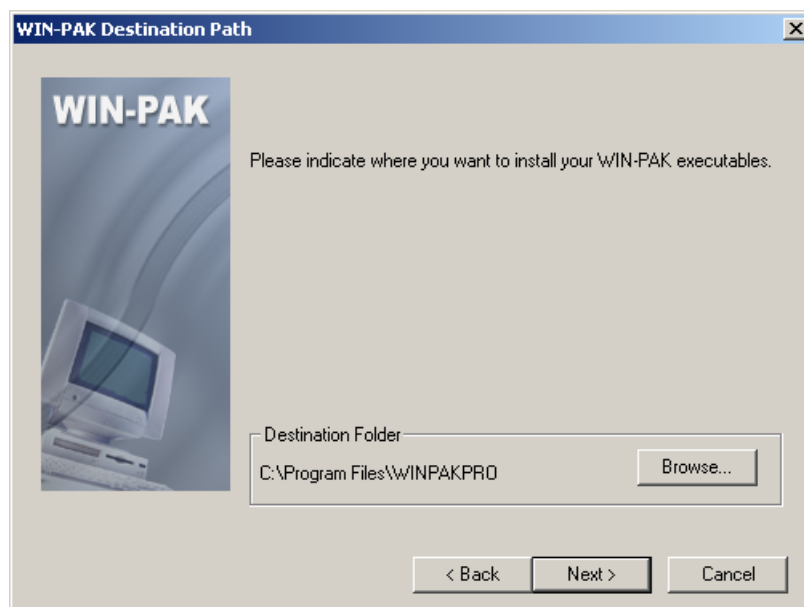 WIN-PAK Destination Path
WIN-PAK
Please indicate where you want to install your WIN-PAK executables.
Destination Folder
C:\Program Files\WINPAKPRO
Browse...
< Back
Next >
Cancel